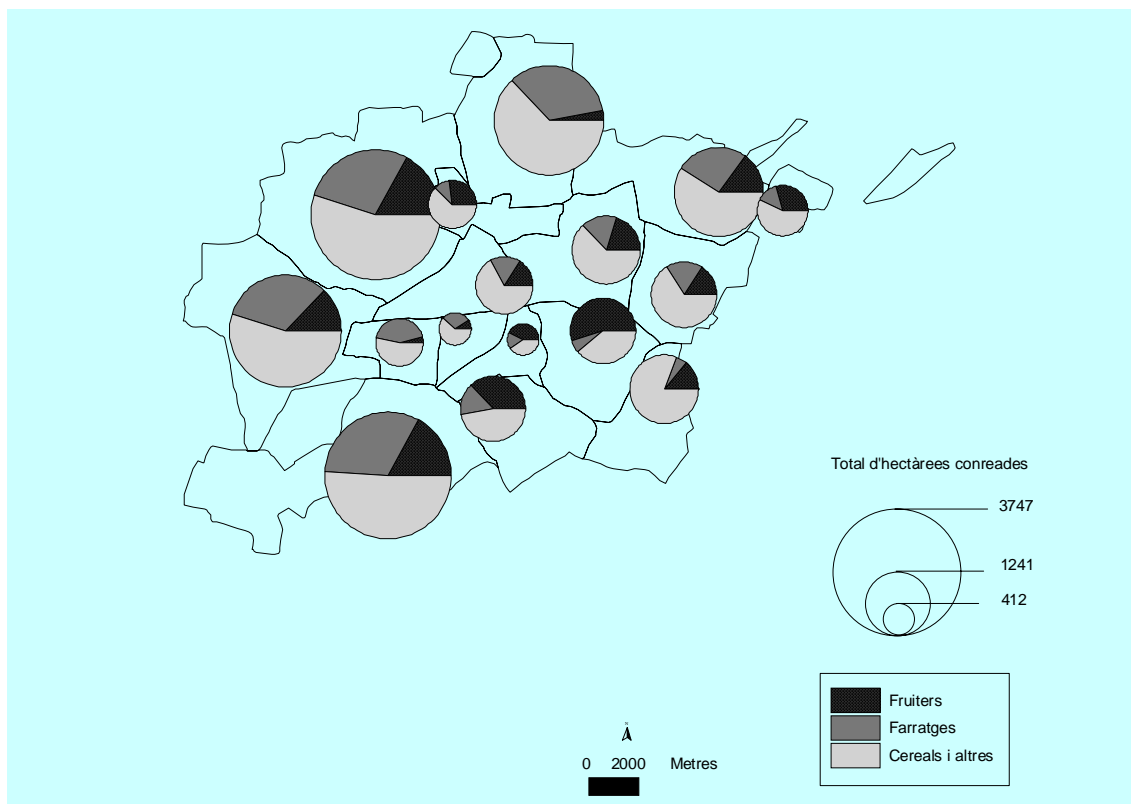 Total d'hectàrees conreades
3747
1241
412
Fruiters
Farratges
Cereals i altres
N
0 2000 Metres